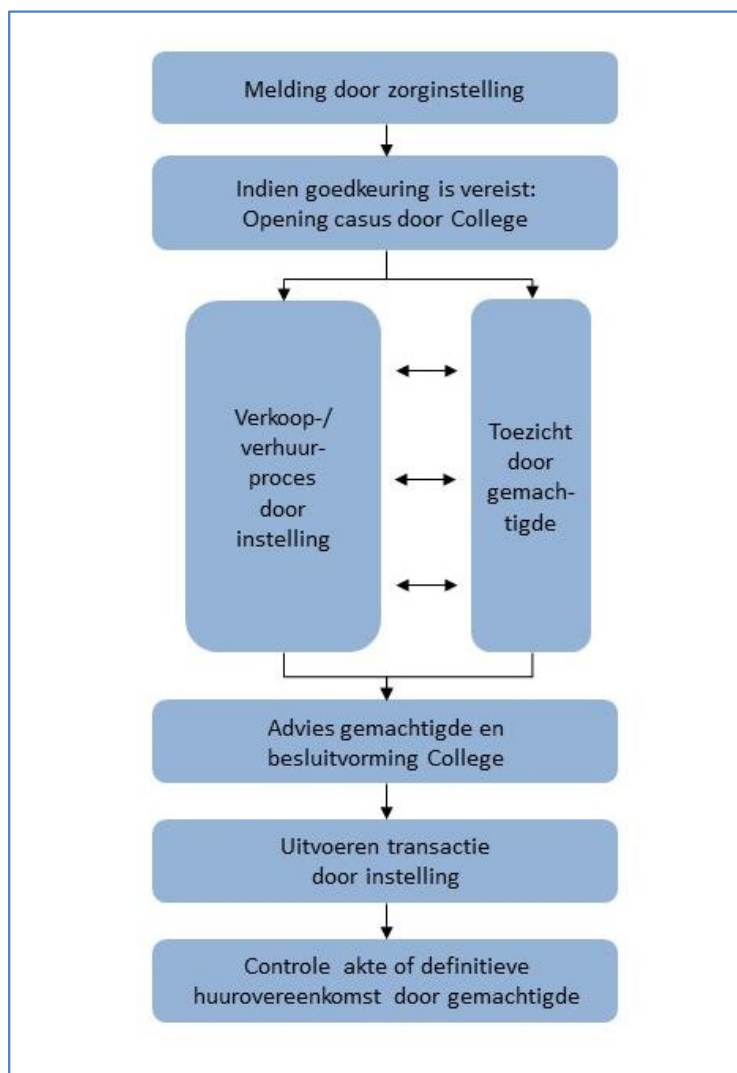 Melding door zorginstelling
Indien goedkeuring is vereist:
Opening casus door College
Verkoop-/
verhuur-
proces
door
instelling
Toezicht
door
gemach-
tigde
Advies gemachtigde en
besluitvorming College
Uitvoeren transactie
door instelling
Controle akte of definitieve
huurovereenkomst door gemachtigde